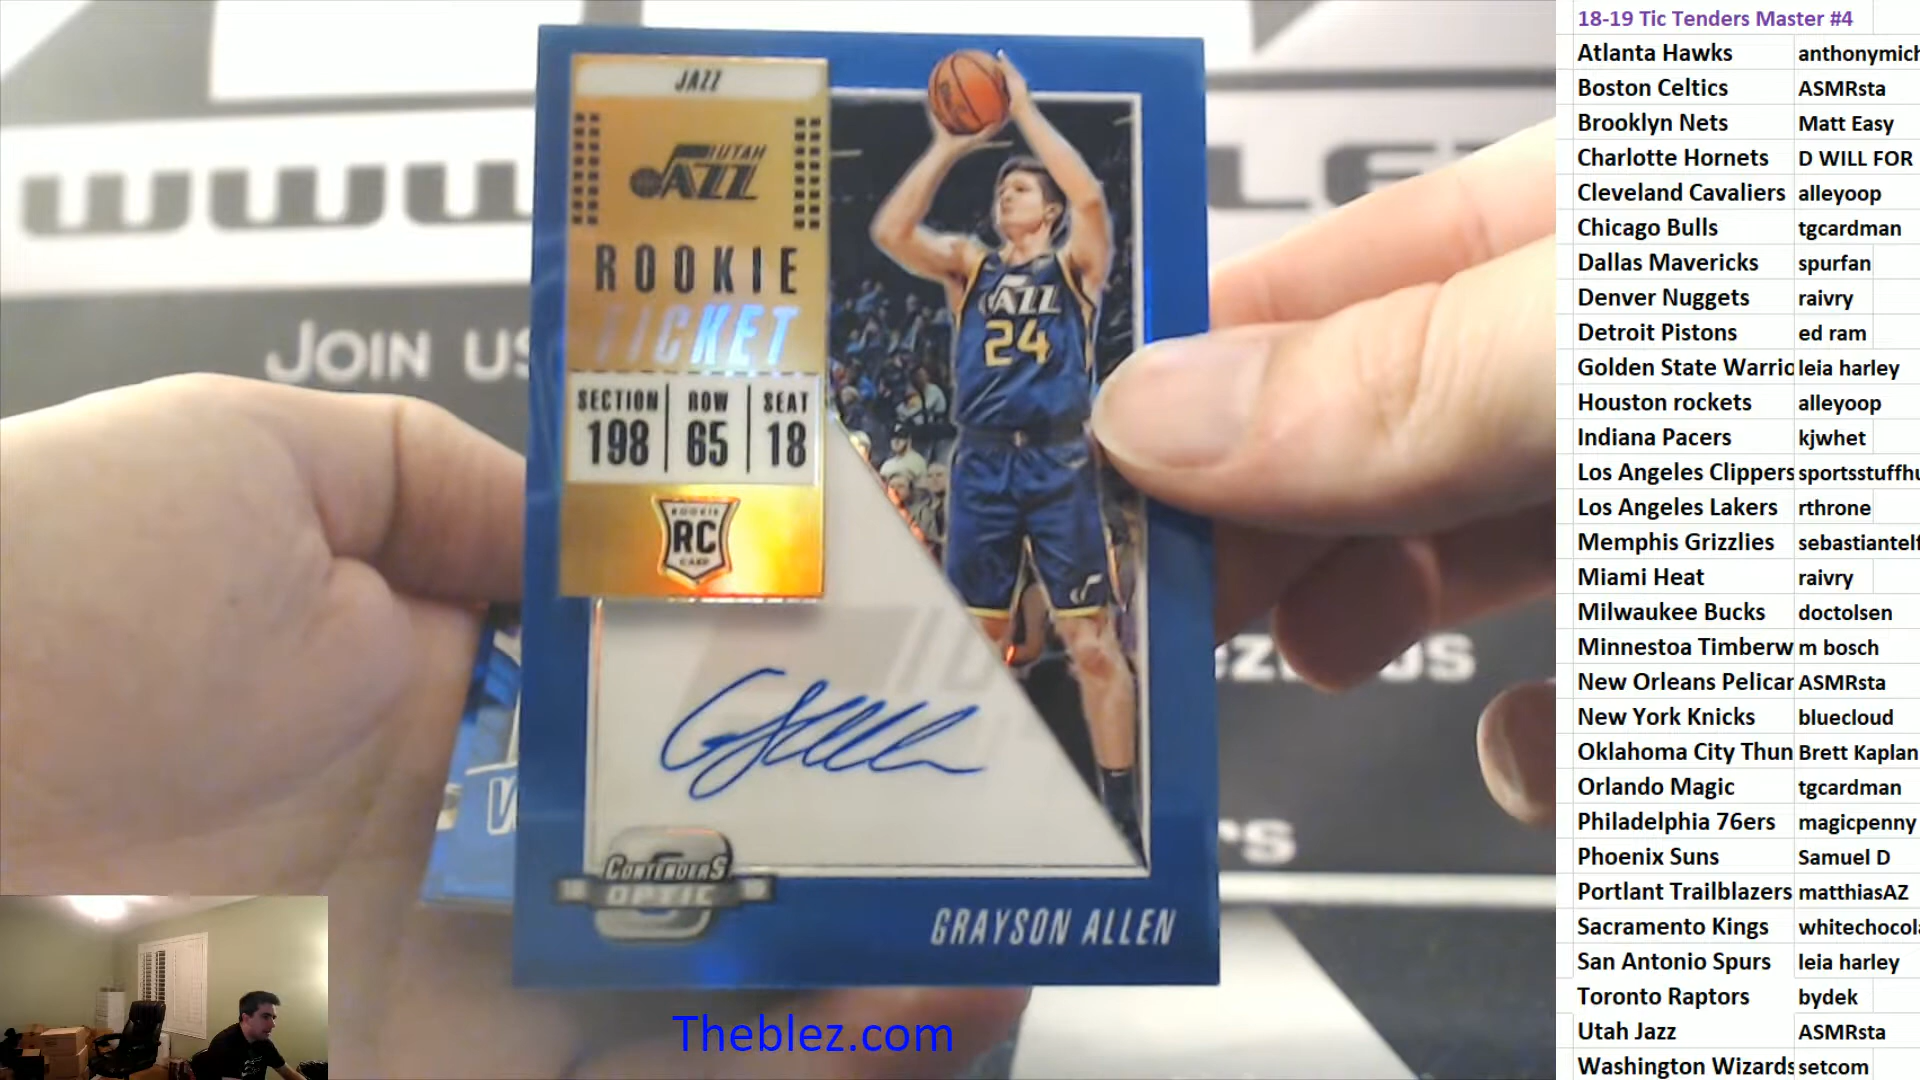 JAZZ
UTAH
JAZZ
ROOKIE
TICKET
SECTION ROW SEAT
198 65 18
ROOKIE
RC
CARD
JAZZ
24
CONTENDERS
OPTIC
GRAYSON ALLEN
www
JOIN US
Theblez.com
18-19 Tic Tenders Master #4
Atlanta Hawks anthonymich
Boston Celtics ASMRsta
Brooklyn Nets Matt Easy
Charlotte Hornets D WILL FOR
Cleveland Cavaliers alleyoop
Chicago Bulls tgcardman
Dallas Mavericks spurfan
Denver Nuggets raivry
Detroit Pistons ed ram
Golden State Warrio leia harley
Houston rockets alleyoop
Indiana Pacers kjwhet
Los Angeles Clippers sportsstuffhu
Los Angeles Lakers rthrone
Memphis Grizzlies sebastiantelf
Miami Heat raivry
Milwaukee Bucks doctolsen
Minnestoa Timberw m bosch
New Orleans Pelican ASMRsta
New York Knicks bluecloud
Oklahoma City Thun Brett Kaplan
Orlando Magic tgcardman
Philadelphia 76ers magicpenny
Phoenix Suns Samuel D
Portlant Trailblazers matthiasAZ
Sacramento Kings whitechocola
San Antonio Spurs leia harley
Toronto Raptors bydek
Utah Jazz ASMRsta
Washington Wizards setcom